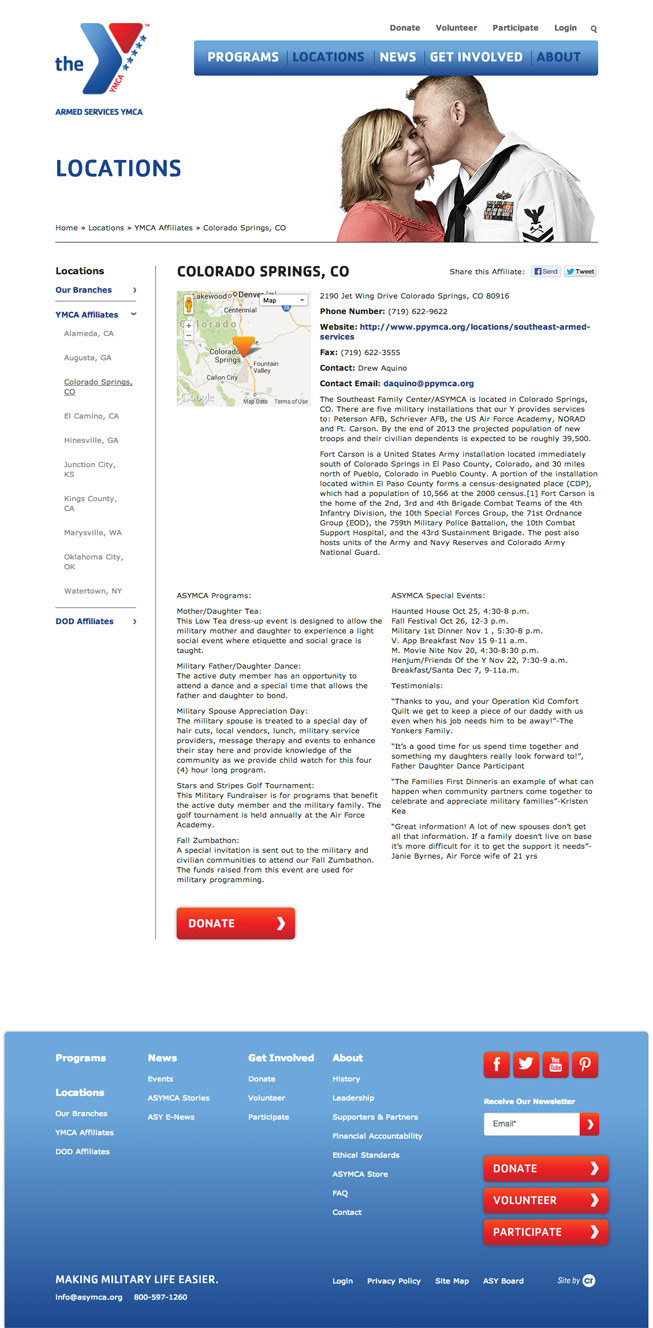 Donate Volunteer Participate Login
the Y YMCA ™
ARMED SERVICES YMCA
PROGRAMS LOCATIONS NEWS GET INVOLVED ABOUT
LOCATIONS
Home » Locations » YMCA Affiliates » Colorado Springs, CO
Locations
Our Branches
YMCA Affiliates
Alameda, CA
Augusta, GA
Colorado Springs,
CO
El Camino, CA
Hinesville, GA
Junction City,
KS
Kings County,
CA
Marysville, WA
Oklahoma City,
OK
Watertown, NY
DOD Affiliates
COLORADO SPRINGS, CO
Share this Affiliate: Send Tweet
Lakewood Denver
Map
Centennial
Colorado
Colorado
Springs
Fountain
Valley
Cañon City
Google
Map Data Terms of Use
2190 Jet Wing Drive Colorado Springs, CO 80916
Phone Number: (719) 622-9622
Website: http://www.ppymca.org/locations/southeast-armed-
services
Fax: (719) 622-3555
Contact: Drew Aquino
Contact Email: daquino@ppymca.org
The Southeast Family Center/ASYMCA is located in Colorado Springs,
CO. There are five military installations that our Y provides services
to: Peterson AFB, Schriever AFB, the US Air Force Academy, NORAD
and Ft. Carson. By the end of 2013 the projected population of new
troops and their civilian dependents is expected to be roughly 39,500.
Fort Carson is a United States Army installation located immediately
south of Colorado Springs in El Paso County, Colorado, and 30 miles
north of Pueblo, Colorado in Pueblo County. A portion of the installation
located within El Paso County forms a census-designated place (CDP),
which had a population of 10,566 at the 2000 census.[1] Fort Carson is
the home of the 2nd, 3rd and 4th Brigade Combat Teams of the 4th
Infantry Division, the 10th Special Forces Group, the 71st Ordnance
Group (EOD), the 759th Military Police Battalion, the 10th Combat
Support Hospital, and the 43rd Sustainment Brigade. The post also
hosts units of the Army and Navy Reserves and Colorado Army
National Guard.
ASYMCA Programs:
Mother/Daughter Tea:
This Low Tea dress-up event is designed to allow the
military mother and daughter to experience a light
social event where etiquette and social grace is
taught.
Military Father/Daughter Dance:
The active duty member has an opportunity to
attend a dance and a special time that allows the
father and daughter to bond.
Military Spouse Appreciation Day:
The military spouse is treated to a special day of
hair cuts, local vendors, lunch, military service
providers, message therapy and events to enhance
their stay here and provide knowledge of the
community as we provide child watch for this four
(4) hour long program.
Stars and Stripes Golf Tournament:
This Military Fundraiser is for programs that benefit
the active duty member and the military family. The
golf tournament is held annually at the Air Force
Academy.
Fall Zumbathon:
A special invitation is sent out to the military and
civilian communities to attend our Fall Zumbathon.
The funds raised from this event are used for
military programming.
ASYMCA Special Events:
Haunted House Oct 25, 4:30-8 p.m.
Fall Festival Oct 26, 12-3 p.m.
Military 1st Dinner Nov 1 , 5:30-8 p.m.
V. App Breakfast Nov 15 9-11 a.m.
M. Movie Nite Nov 20, 4:30-8:30 p.m.
Henjum/Friends Of the Y Nov 22, 7:30-9 a.m.
Breakfast/Santa Dec 7, 9-11a.m.
Testimonials:
"Thanks to you, and your Operation Kid Comfort
Quilt we get to keep a piece of our daddy with us
even when his job needs him to be away!"-The
Yonkers Family.
"It's a good time for us spend time together and
something my daughters really look forward to!",
Father Daughter Dance Participant
"The Families First Dinneris an example of what can
happen when community partners come together to
celebrate and appreciate military families"-Kristen
Kea
"Great information! A lot of new spouses don't get
all that information. If a family doesn't live on base
it's more difficult for it to get the support it needs"-
Janie Byrnes, Air Force wife of 21 yrs
DONATE
Programs
Locations
Our Branches
YMCA Affiliates
DOD Affiliates
News
Events
ASYMCA Stories
ASY E-News
Get Involved
Donate
Volunteer
Participate
About
History
Leadership
Supporters & Partners
Financial Accountability
Ethical Standards
ASYMCA Store
FAQ
Contact
You Tube
Receive Our Newsletter
Email*
DONATE
VOLUNTEER
PARTICIPATE
MAKING MILITARY LIFE EASIER.
info@asymca.org 800-597-1260
Login Privacy Policy Site Map ASY Board Site by cr